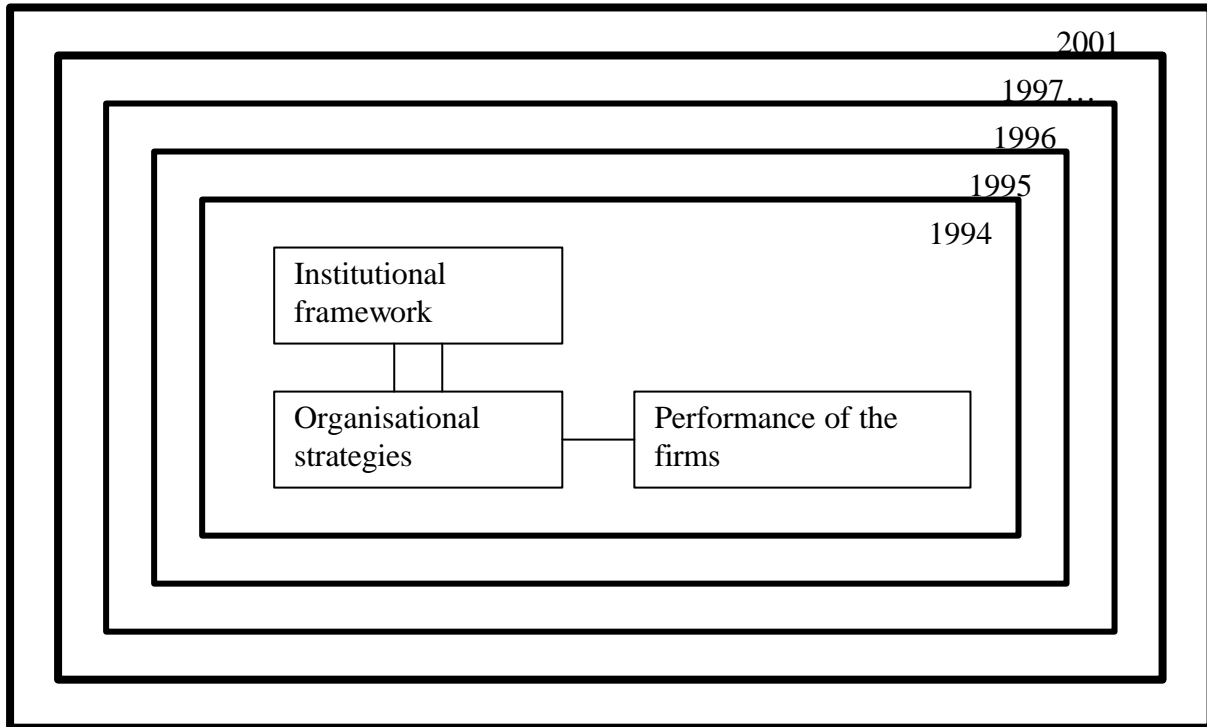 2001
1997…
1996
1995
1994
Institutional
framework
Organisational
strategies
Performance of the
firms